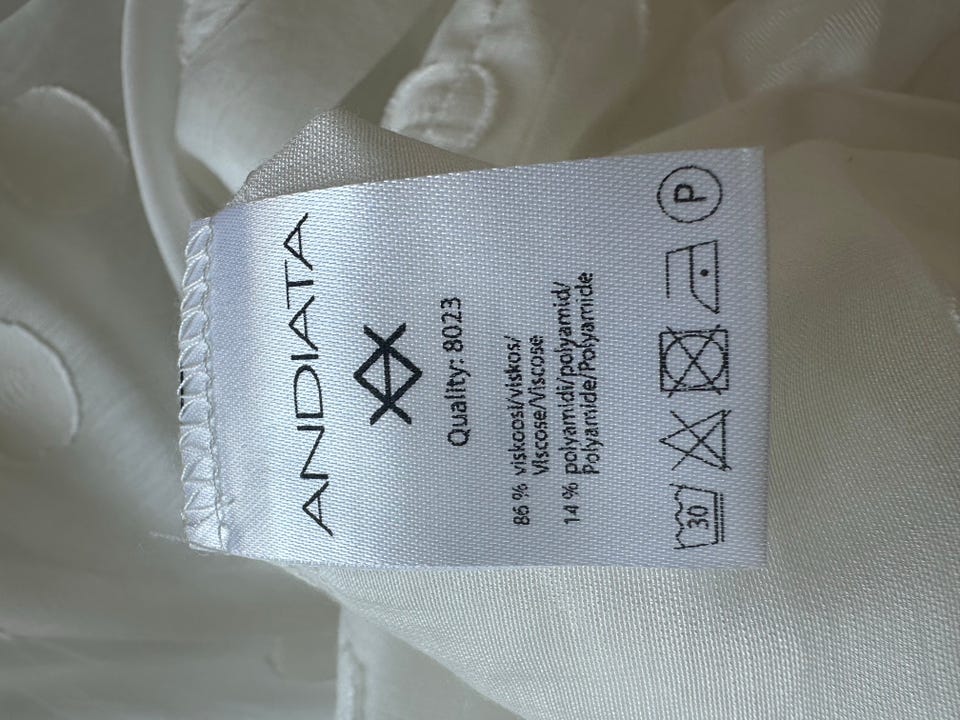 ANDIATA
Quality: 8023
86 % viskoosi/viskos/
Viscose/Viscose
14 % polyamidi/polyamid/
Polyamide/Polyamide
30 P